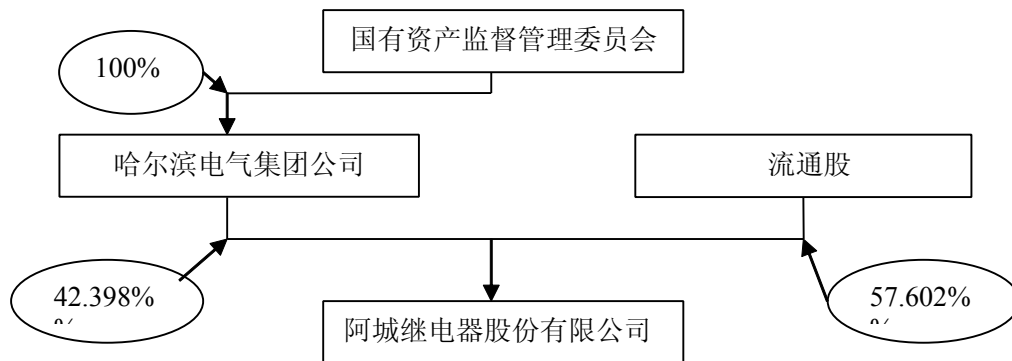 国有资产监督管理委员会
100%
哈尔滨电气集团公司
流通股
42.398%
%
57.602%
%
阿城继电器股份有限公司